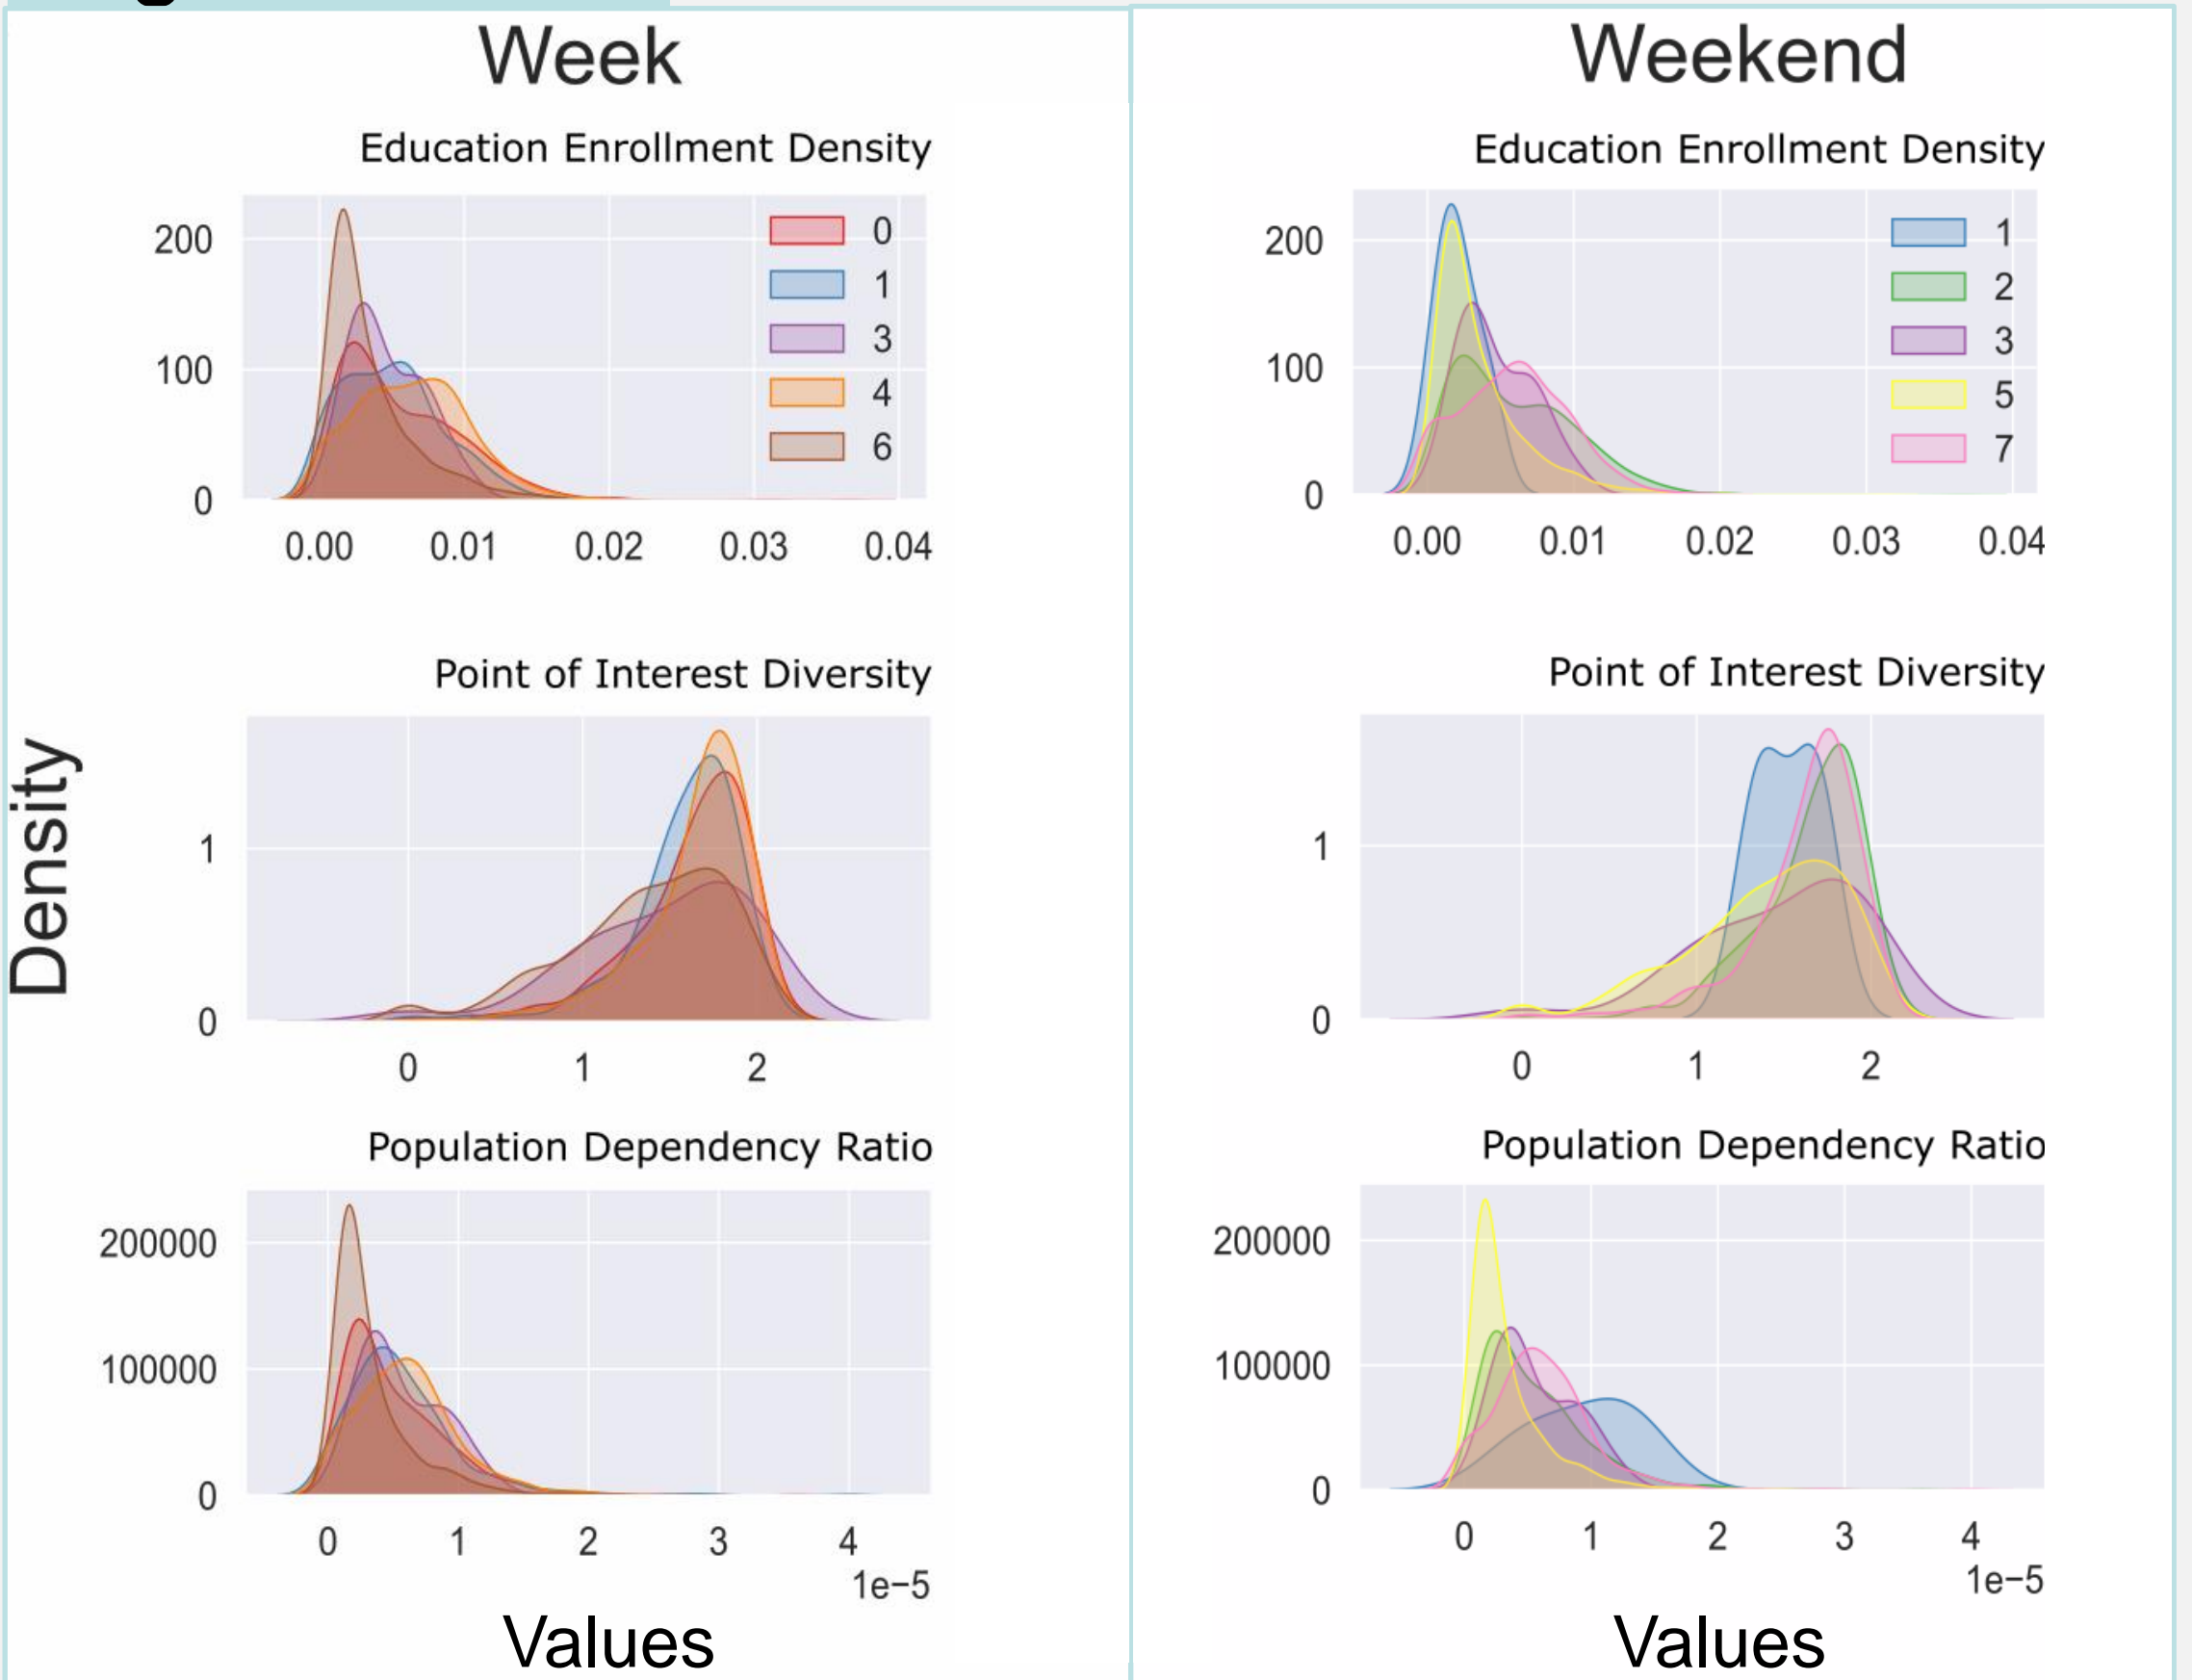 Week
Education Enrollment Density
200
100
0
0.00 0.01 0.02 0.03 0.04
0
1
3
4
6
Point of Interest Diversity
1
0
0 1 2
Population Dependency Ratio
200000
100000
0
0 1 2 3 4
1e−5
Values
Density
Weekend
Education Enrollment Density
200
100
0
0.00 0.01 0.02 0.03 0.04
1
2
3
5
7
Point of Interest Diversity
1
0
0 1 2
Population Dependency Ratio
200000
100000
0
0 1 2 3 4
1e−5
Values